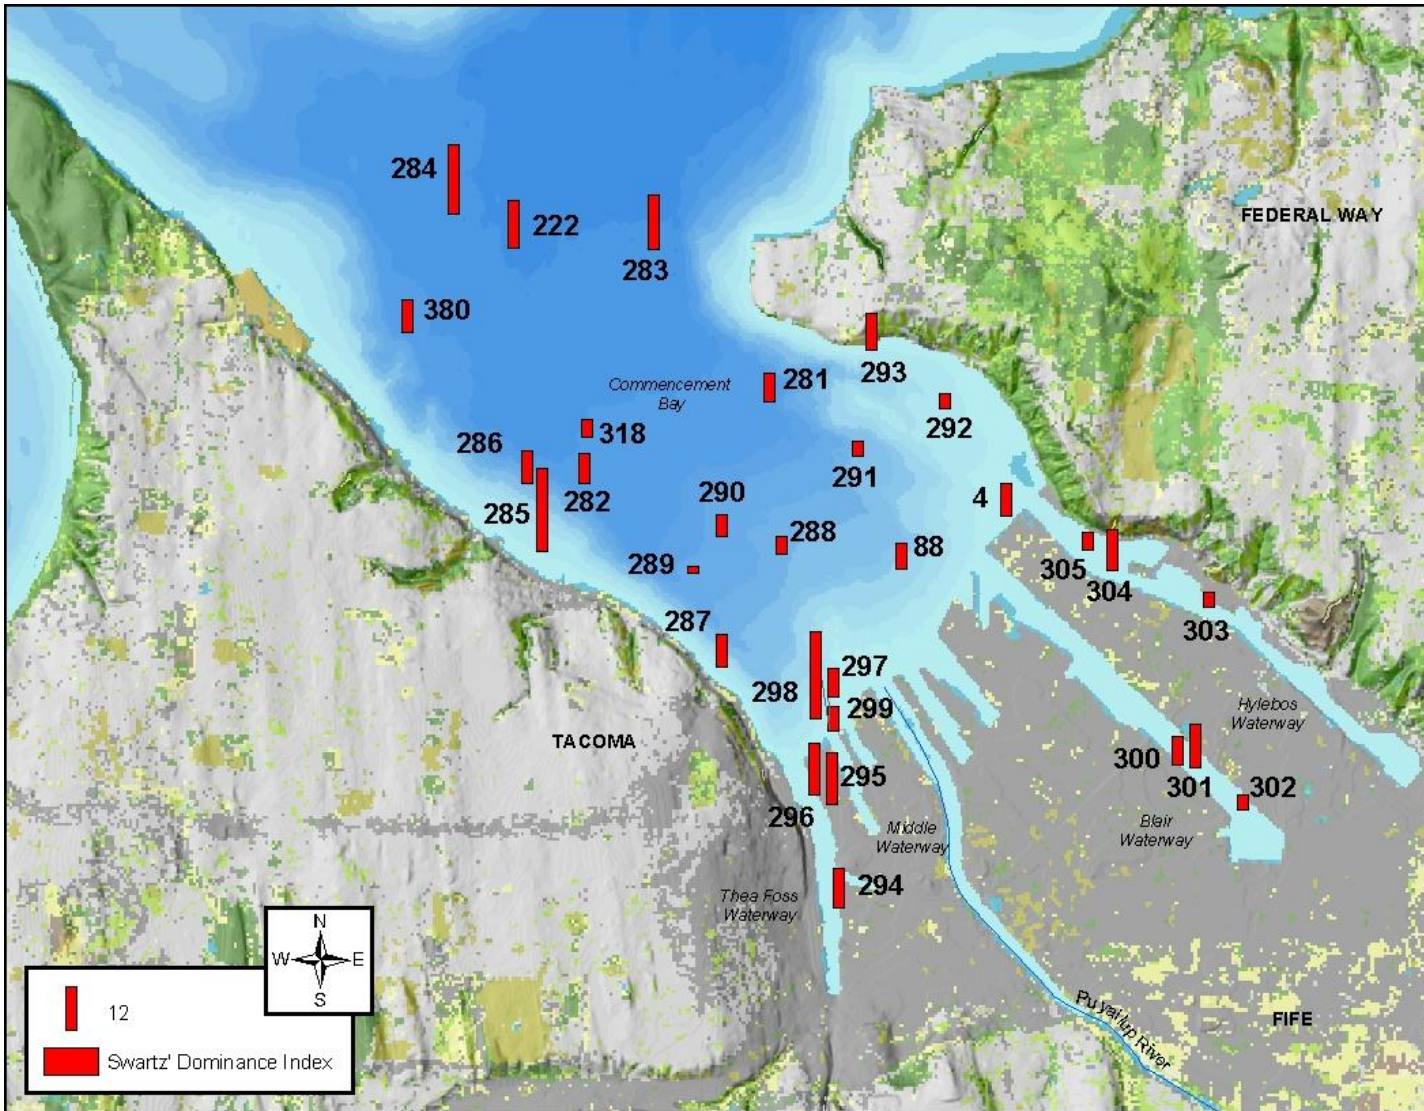 284
222
283
FEDERAL WAY
380
293
281
Commencement
Bay
292
318
286
291
282
285
290
4
288
88
289
305
304
303
287
297
298
299
Hylebos
Waterway
TACOMA
300
301
302
295
296
Blair
Waterway
Middle
Waterway
294
Thea Foss
Waterway
N
W E
S
12
Swartz' Dominance Index
Puyallup River
FIFE